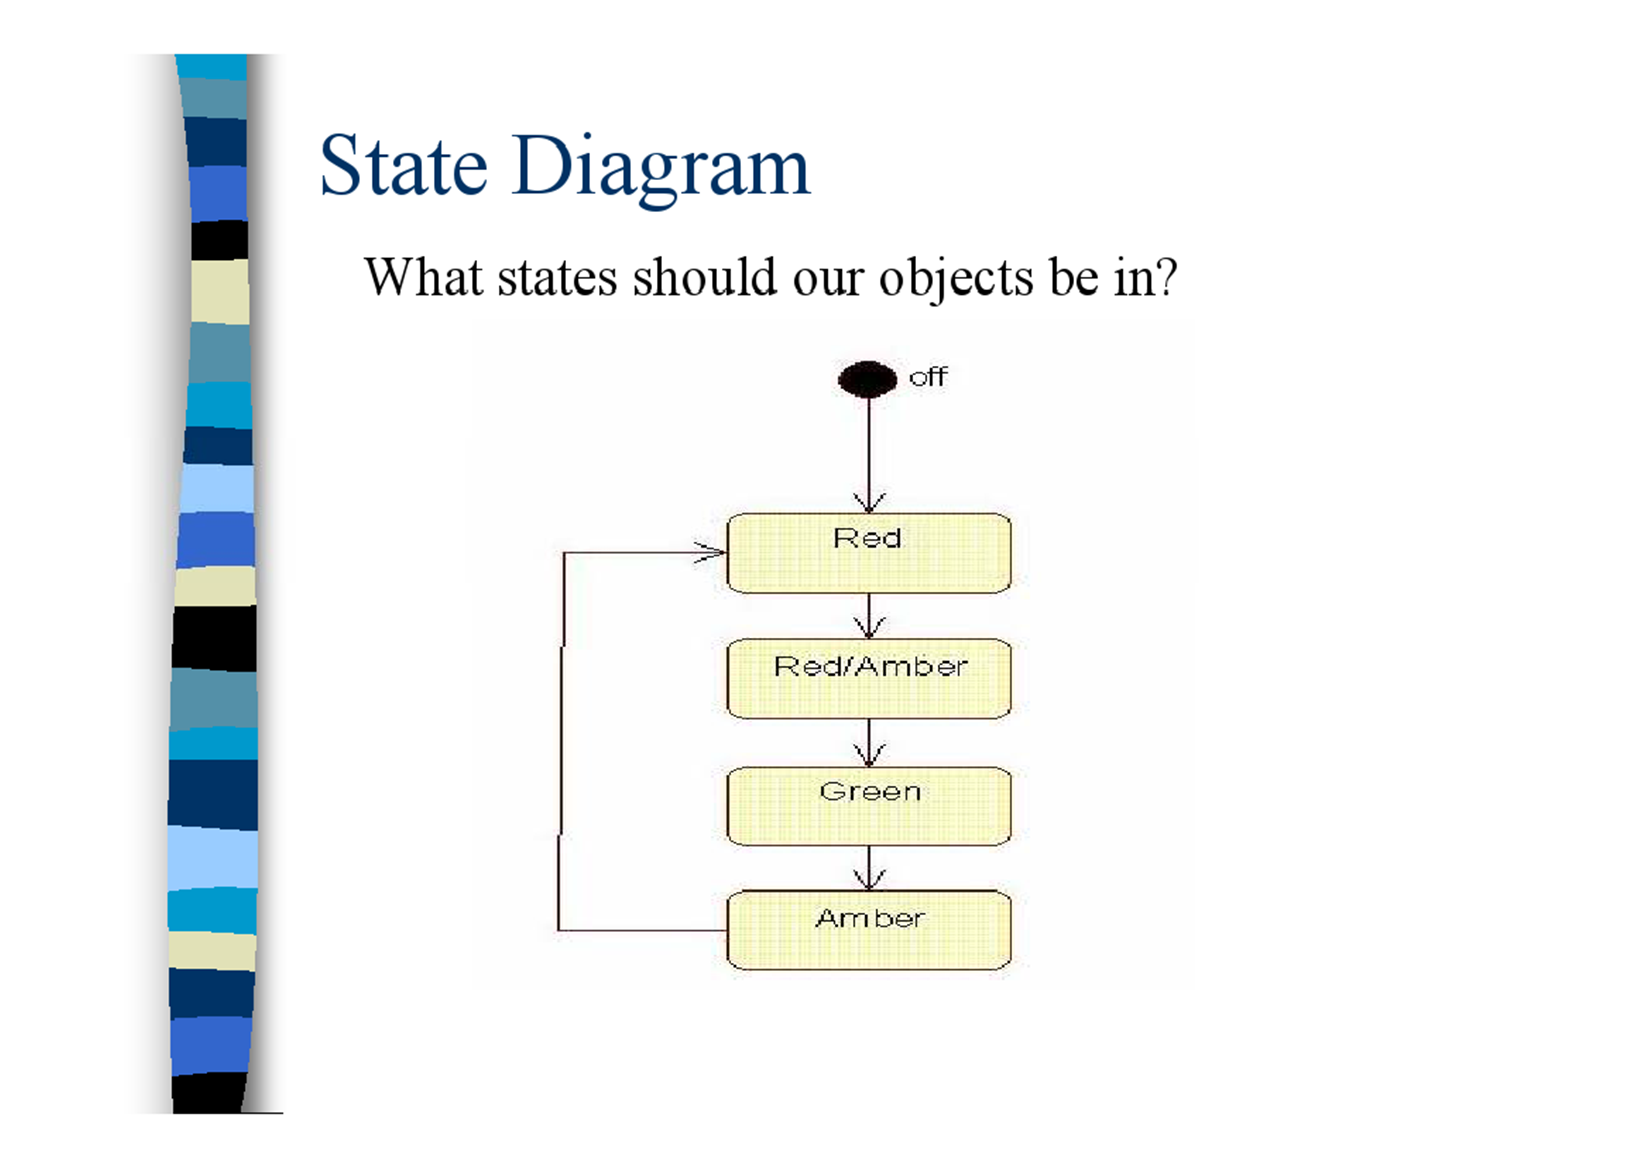 State Diagram
What states should our objects be in?
off
Red
Red/Amber
Green
Amber